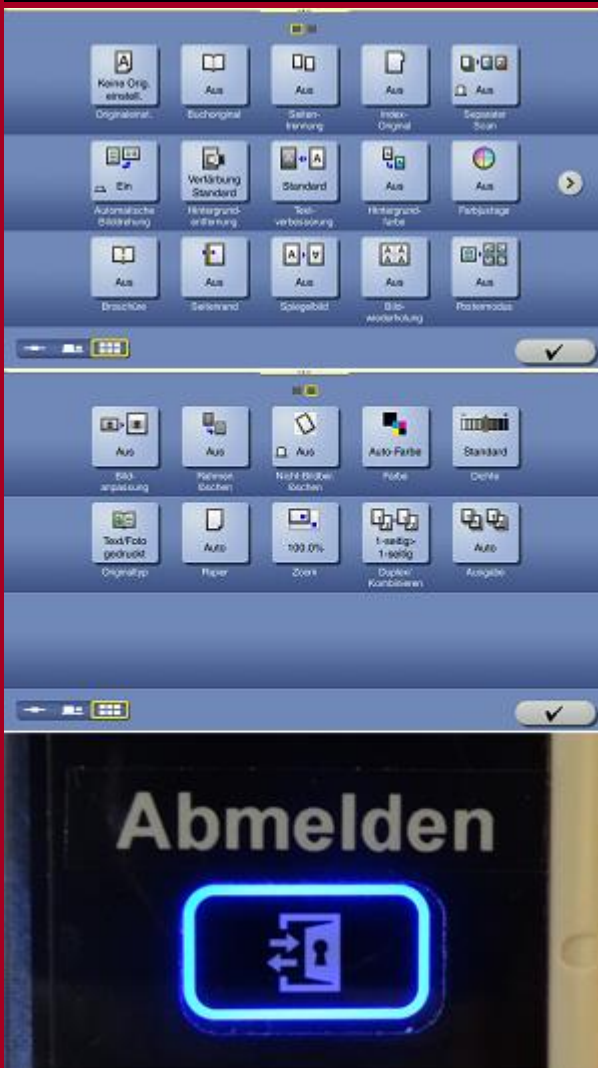 Keine Orig. einstell.
Aus
Aus
Aus
Aus
Originaleinst.
Buchoriginal
Seiten-
trennung
Index-
Original
Separater
Scan
Ein
Verfärbung
Standard
Standard
Aus
Aus
Automatische
Bilddrehung
Hintergrund-
entfernung
Text-
verbesserung
Hintergrund-
farbe
Farbjustage
Aus
Aus
Aus
Aus
Aus
Broschüre
Seitenrand
Spiegelbild
Bild-
wiederholung
Postermodus
Aus
Aus
Aus
Auto-Farbe
Standard
Bild-
anpassung
Rahmen
löschen
Nicht-Bildber.
löschen
Farbe
Dichte
Text/Foto
gedruckt
Auto
100.0%
1-seitig>
1-seitig
Auto
Originaltyp
Papier
Zoom
Duplex/
Kombinieren
Ausgabe
Abmelden